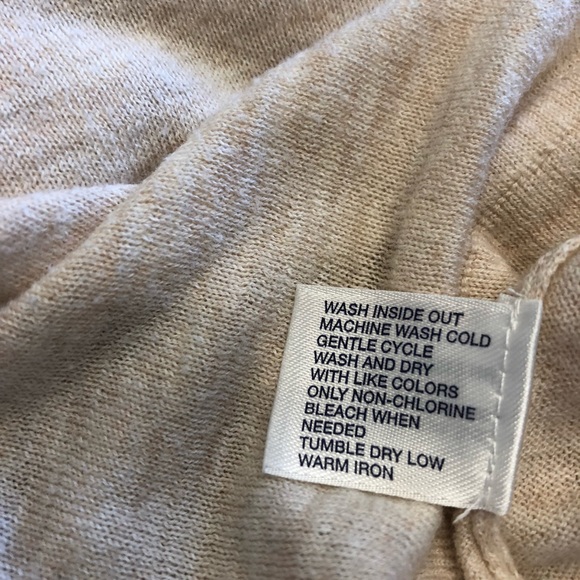 WASH INSIDE OUT
MACHINE WASH COLD
GENTLE CYCLE
WASH AND DRY
WITH LIKE COLORS
ONLY NON-CHLORINE
BLEACH WHEN
NEEDED
TUMBLE DRY LOW
WARM IRON